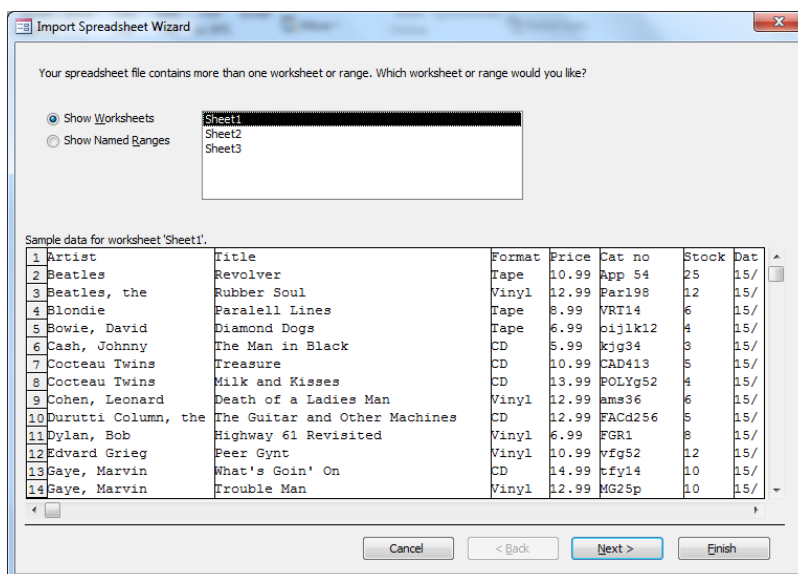 Import Spreadsheet Wizard
Your spreadsheet file contains more than one worksheet or range. Which worksheet or range would you like?
Show Worksheets
Show Named Ranges
Sheet1
Sheet2
Sheet3
Sample data for worksheet 'Sheet1'.
1 Artist Title Format Price Cat no Stock Dat
2 Beatles Revolver Tape 10.99 App 54 25 15/
3 Beatles, the Rubber Soul Vinyl 12.99 Parl98 12 15/
4 Blondie Paralell Lines Tape 8.99 VRT14 6 15/
5 Bowie, David Diamond Dogs Tape 6.99 oijlk12 4 15/
6 Cash, Johnny The Man in Black CD 5.99 kjg34 3 15/
7 Cocteau Twins Treasure CD 10.99 CAD413 5 15/
8 Cocteau Twins Milk and Kisses CD 13.99 POLYg52 4 15/
9 Cohen, Leonard Death of a Ladies Man Vinyl 12.99 ams36 6 15/
10 Durutti Column, the The Guitar and Other Machines CD 12.99 FACd256 5 15/
11 Dylan, Bob Highway 61 Revisited Vinyl 6.99 FGR1 8 15/
12 Edvard Grieg Peer Gynt Vinyl 10.99 vfg52 12 15/
13 Gaye, Marvin What's Goin' On CD 14.99 tfy14 10 15/
14 Gaye, Marvin Trouble Man Vinyl 12.99 MG25p 10 15/
Cancel < Back Next > Finish